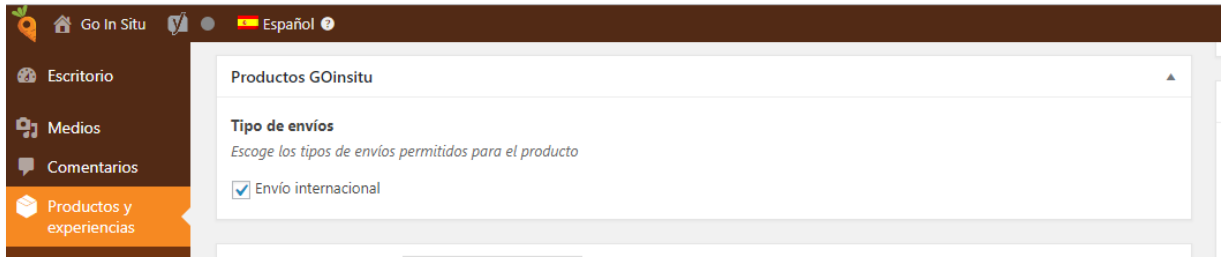 Go In Situ Español ?
Escritorio
Productos GOinsitu
Medios
Tipo de envíos
Escoge los tipos de envíos permitidos para el producto
Comentarios
Envío internacional
Productos y
experiencias